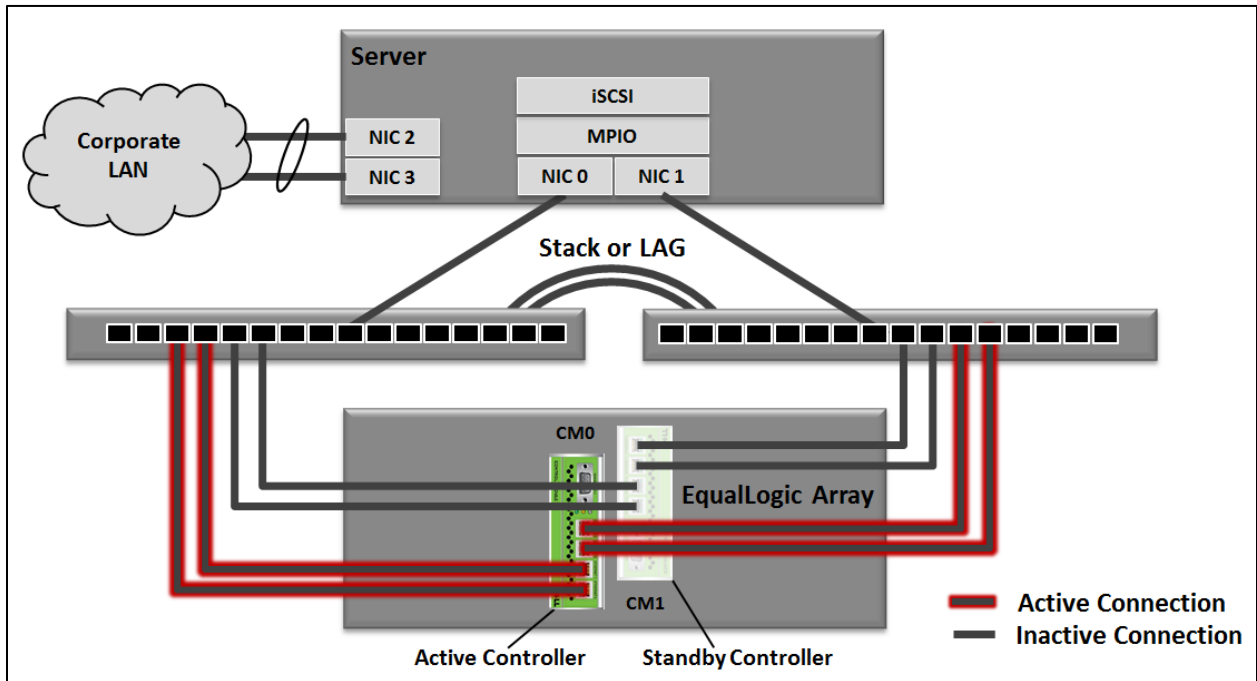 Server
iSCSI
MPIO
NIC 0
NIC 1
NIC 2
NIC 3
Corporate
LAN
Stack or LAG
CM0
EqualLogic Array
CM1
Active Controller
Standby Controller
Active Connection
Inactive Connection